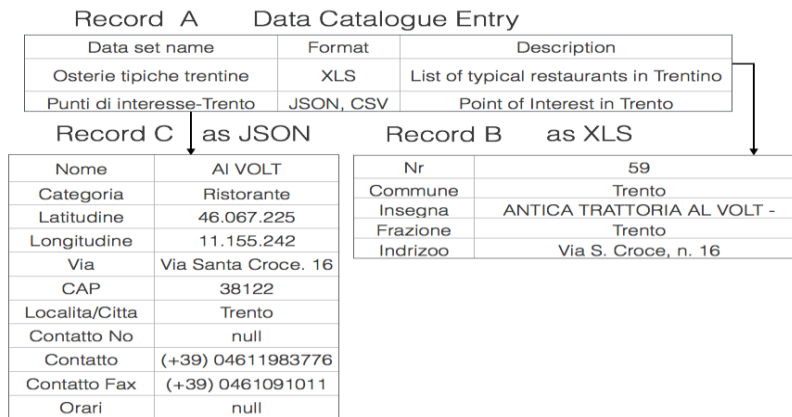 Record A Data Catalogue Entry
Data set name Format Description
Osterie tipiche trentine XLS List of typical restaurants in Trentino
Punti di interesse-Trento JSON, CSV Point of Interest in Trento
Record C as JSON
Nome Al VOLT
Categoria Ristorante
Latitudine 46.067.225
Longitudine 11.155.242
Via Via Santa Croce. 16
CAP 38122
Localita/Citta Trento
Contatto No null
Contatto (+39) 04611983776
Contatto Fax (+39) 0461091011
Orari null
Record B as XLS
Nr 59
Commune Trento
Insegna ANTICA TRATTORIA AL VOLT -
Frazione Trento
Indrizoo Via S. Croce, n. 16